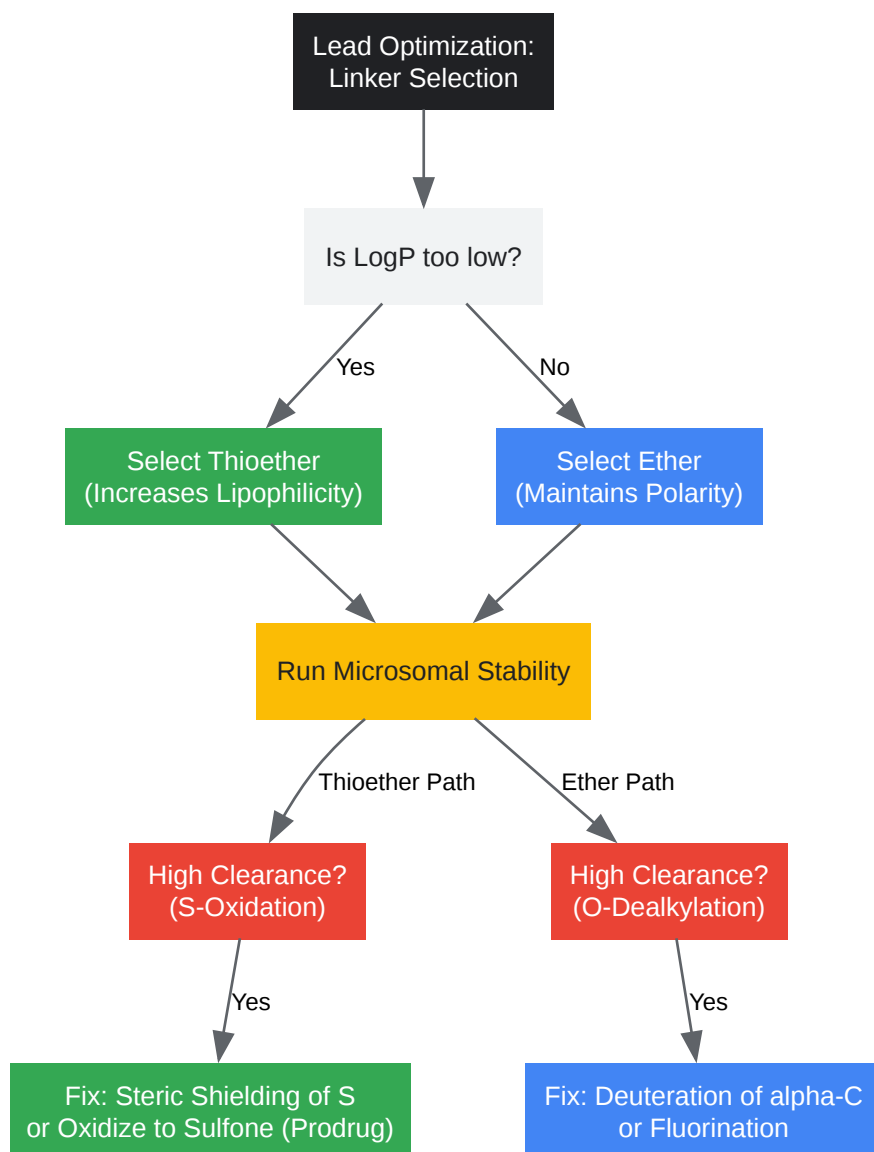 Lead Optimization:
Linker Selection
Is LogP too low?
Yes
No
Select Thioether
(Increases Lipophilicity)
Select Ether
(Maintains Polarity)
Run Microsomal Stability
Thioether Path
Ether Path
High Clearance?
(S-Oxidation)
High Clearance?
(O-Dealkylation)
Yes
Yes
Fix: Steric Shielding of S
or Oxidize to Sulfone (Prodrug)
Fix: Deuteration of alpha-C
or Fluorination